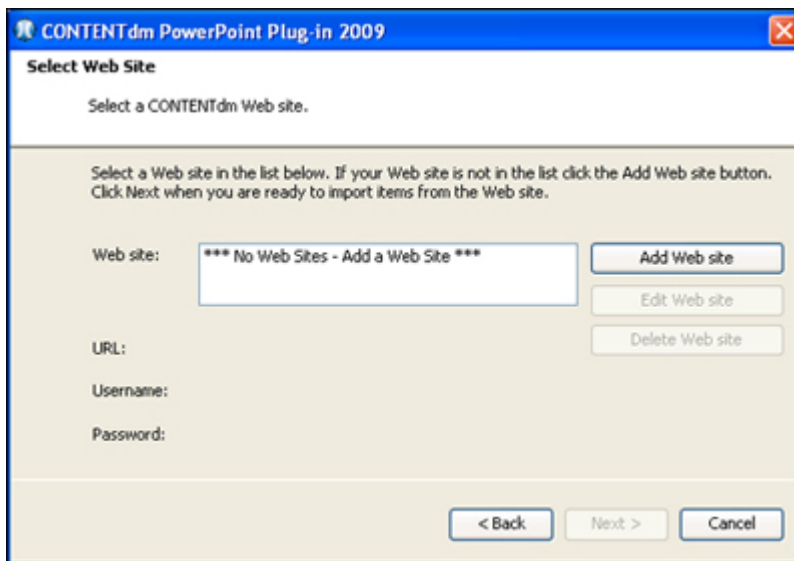 CONTENTdm PowerPoint Plug-in 2009
Select Web Site
Select a CONTENTdm Web site.
Select a Web site in the list below. If your Web site is not in the list click the Add Web site button.
Click Next when you are ready to import items from the Web site.
Web site:
*** No Web Sites - Add a Web Site ***
Add Web site
Edit Web site
Delete Web site
URL:
Username:
Password:
< Back
Next >
Cancel